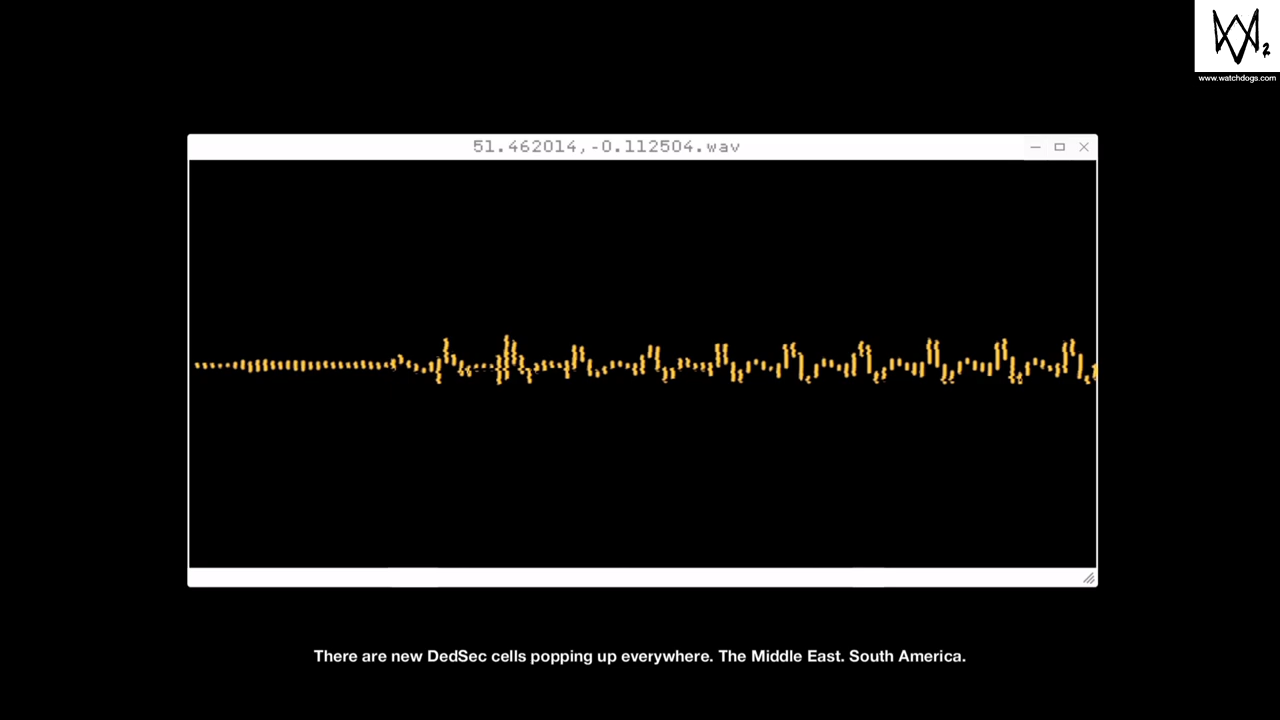 2
www.watchdogs.com
51.462014,-0.112504.wav
There are new DedSec cells popping up everywhere. The Middle East. South America.